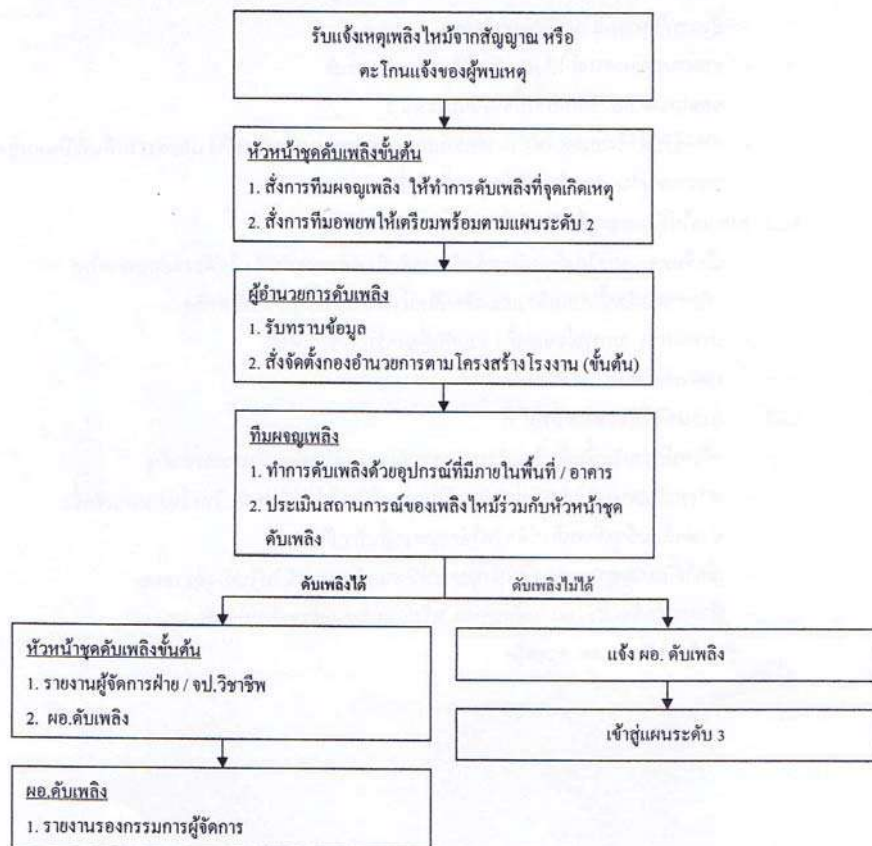 รับแจ้งเหตุเพลิงไหม้จากสัญญาณ หรือ
ตะโกนแจ้งของผู้พบเหตุ
หัวหน้าชุดดับเพลิงขั้นต้น
1. สั่งการทีมผจญเพลิง ให้ทำการดับเพลิงที่จุดเกิดเหตุ
2. สั่งการทีมอพยพให้เตรียมพร้อมตามแผนระดับ 2
ผู้อำนวยการดับเพลิง
1. รับทราบข้อมูล
2. สั่งจัดตั้งกองอำนวยการตามโครงสร้างโรงงาน (ขั้นต้น)
ทีมผจญเพลิง
1. ทำการดับเพลิงด้วยอุปกรณ์ที่มีภายในพื้นที่ / อาคาร
2. ประเมินสถานการณ์ของเพลิงไหม้ร่วมกับหัวหน้าชุด
ดับเพลิง
ดับเพลิงได้
ดับเพลิงไม่ได้
หัวหน้าชุดดับเพลิงขั้นต้น
1. รายงานผู้จัดการฝ่าย / จป.วิชาชีพ
2. ผอ.ดับเพลิง
แจ้ง ผอ. ดับเพลิง
เข้าสู่แผนระดับ 3
ผอ.ดับเพลิง
1. รายงานรองกรรมการผู้จัดการ